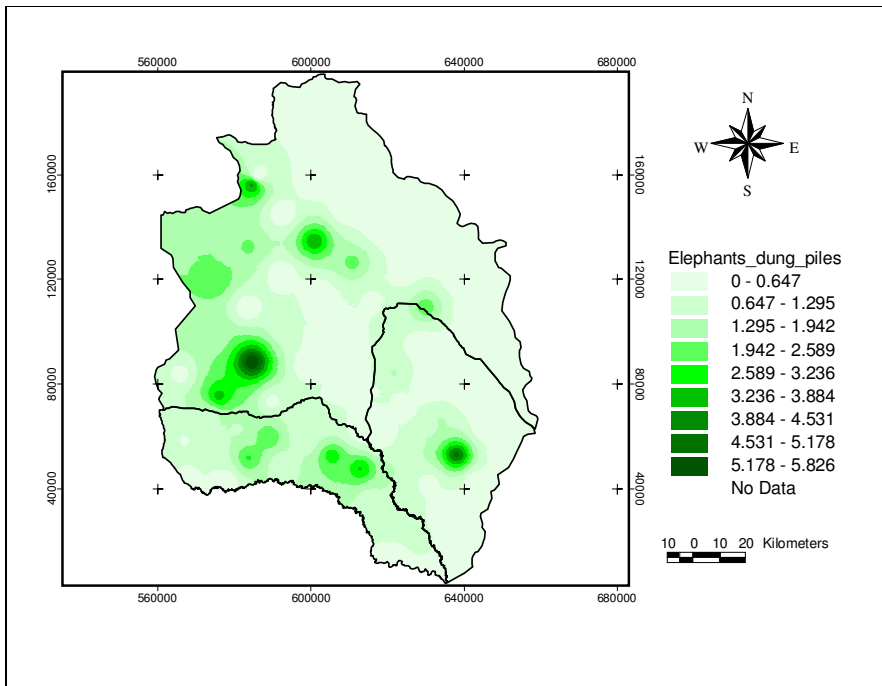 560000 600000 640000 680000
160000 160000
120000 120000
80000 80000
40000 40000
560000 600000 640000 680000
N
W E
S
Elephants_dung_piles
0 - 0.647
0.647 - 1.295
1.295 - 1.942
1.942 - 2.589
2.589 - 3.236
3.236 - 3.884
3.884 - 4.531
4.531 - 5.178
5.178 - 5.826
No Data
10 0 10 20 Kilometers